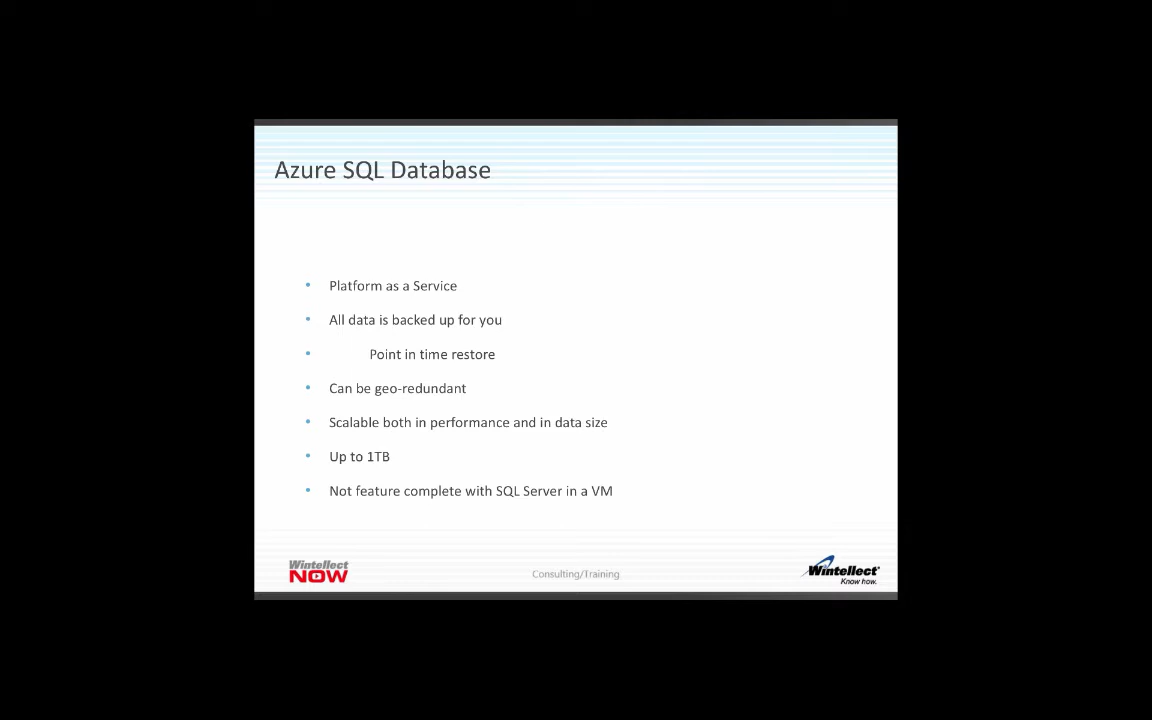 Azure SQL Database
• Platform as a Service
• All data is backed up for you
• Point in time restore
• Can be geo-redundant
• Scalable both in performance and in data size
• Up to 1TB
• Not feature complete with SQL Server in a VM
Wintellect
NOW
Consulting/Training
Wintellect
Know how.